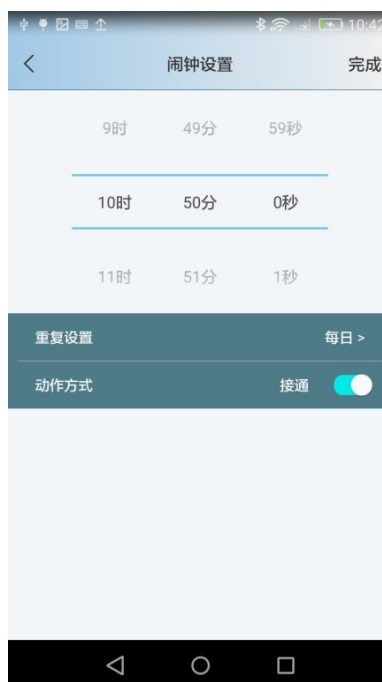 10:42
闹钟设置
完成
9时 49分 59秒
10时 50分 0秒
11时 51分 1秒
重复设置 每日 >
动作方式 接通